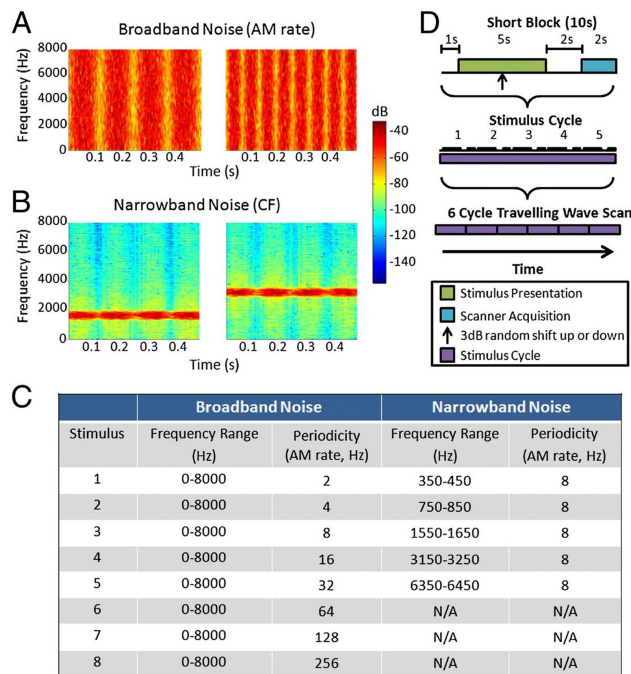 A
Broadband Noise (AM rate)
Frequency (Hz)
8000
6000
4000
2000
0
0.1 0.2 0.3 0.4 0.1 0.2 0.3 0.4
Time (s)
dB
-40
-60
-80
-100
-120
-140
B
Narrowband Noise (CF)
Frequency (Hz)
8000
6000
4000
2000
0
0.1 0.2 0.3 0.4 0.1 0.2 0.3 0.4
Time (s) Time (s)
D
Short Block (10s)
1s 5s 2s 2s
Stimulus Cycle
1 2 3 4 5
6 Cycle Travelling Wave Scan
Time
Stimulus Presentation
Scanner Acquisition
3dB random shift up or down
Stimulus Cycle
C
Broadband Noise Narrowband Noise
Stimulus Frequency Range (Hz) Periodicity (AM rate, Hz) Frequency Range (Hz) Periodicity (AM rate, Hz)
1 0-8000 2 350-450 8
2 0-8000 4 750-850 8
3 0-8000 8 1550-1650 8
4 0-8000 16 3150-3250 8
5 0-8000 32 6350-6450 8
6 0-8000 64 N/A N/A
7 0-8000 128 N/A N/A
8 0-8000 256 N/A N/A